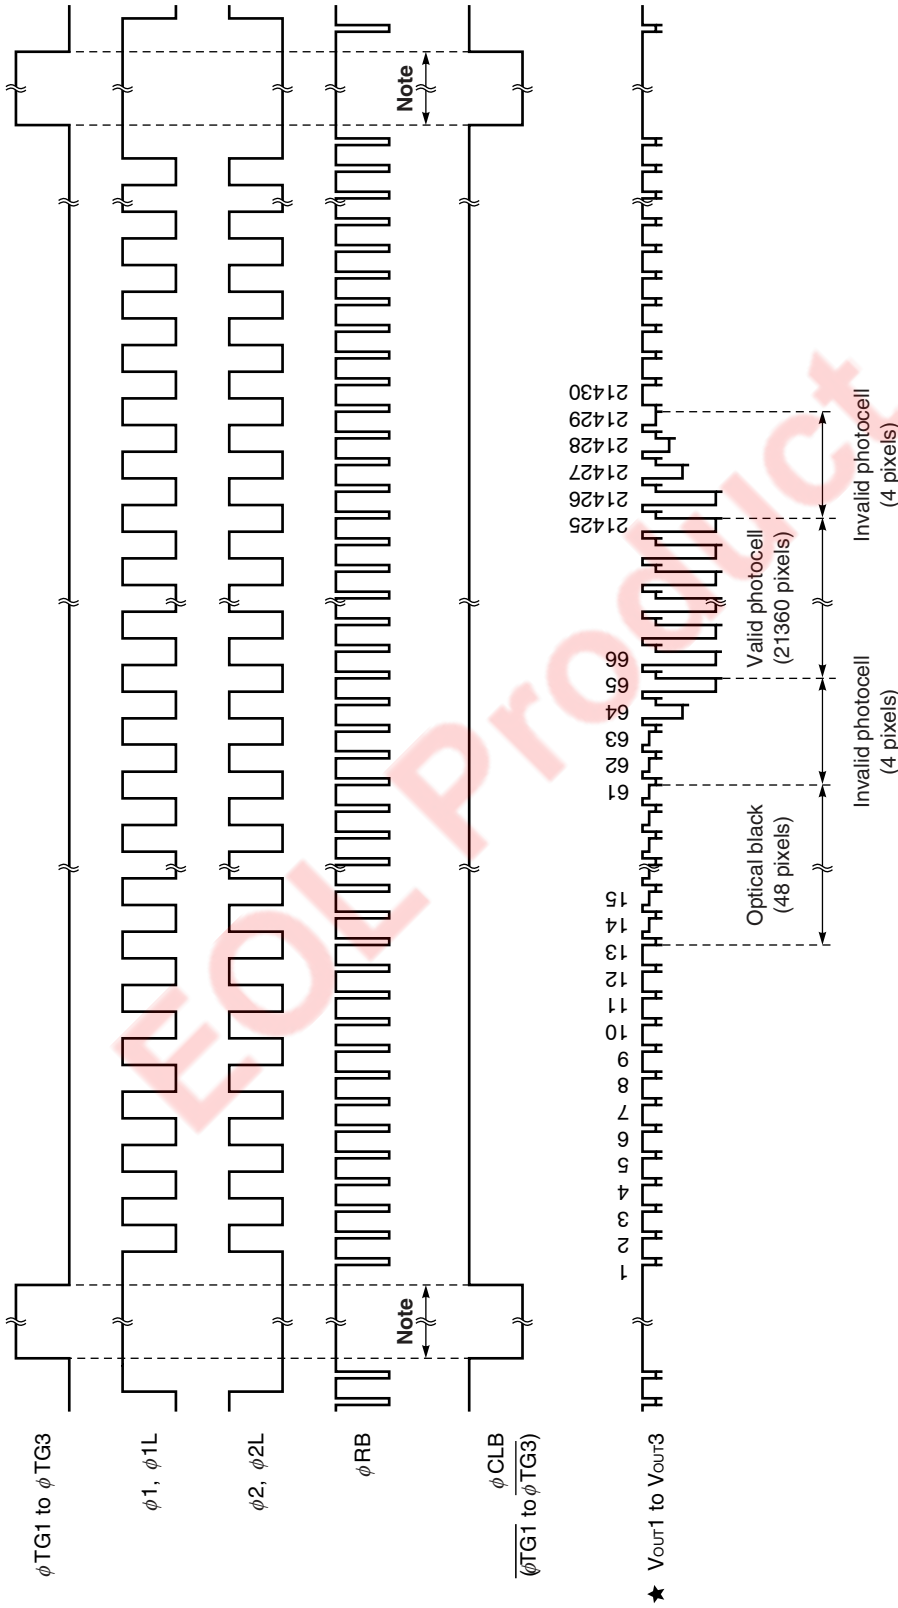 φTG1 to φTG3
φ1, φ1L
φ2, φ2L
φRB
Note
Note
φCLB
(φTG1 to φTG3)
★ VOUT1 to VOUT3
1
2
3
4
5
6
7
8
9
10
11
12
13
14
15
61
62
63
64
65
66
21425
21426
21427
21428
21429
21430
Optical black
(48 pixels)
Invalid photocell
(4 pixels)
Valid photocell
(21360 pixels)
Invalid photocell
(4 pixels)
EOL Product